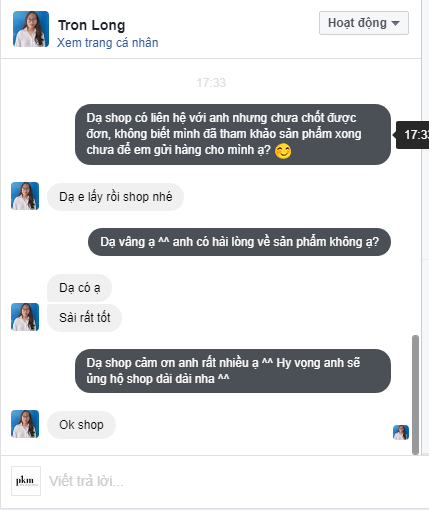 Tron Long
Xem trang cá nhân
Hoạt động
17:33
Dạ shop có liên hệ với anh nhưng chưa chốt được
đơn, không biết mình đã tham khảo sản phẩm xong
chưa để em gửi hàng cho mình ạ?
17:33
Dạ e lấy rồi shop nhé
Dạ vâng ạ ^^ anh có hài lòng về sản phẩm không ạ?
Dạ có ạ
Sài rất tốt
Dạ shop cảm ơn anh rất nhiều ạ ^^ Hy vọng anh sẽ
ủng hộ shop dài dài nha ^^
Ok shop
pkm
Viết trả lời...